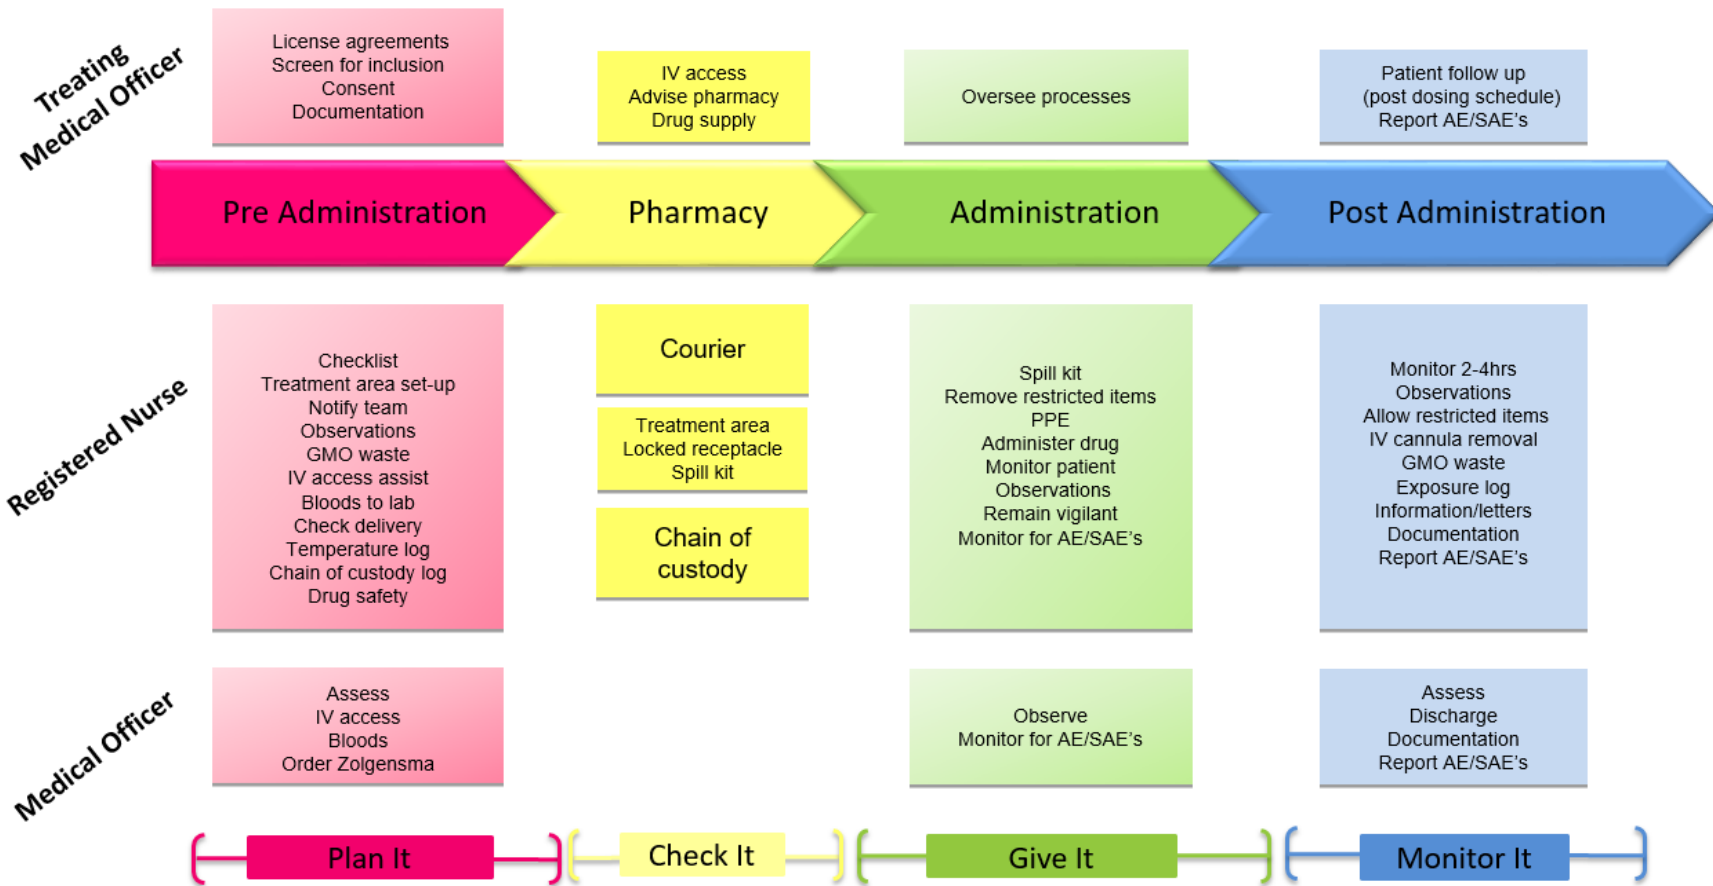 Treating
Medical Officer
License agreements
Screen for inclusion
Consent
Documentation
IV access
Advise pharmacy
Drug supply
Oversee processes
Patient follow up
(post dosing schedule)
Report AE/SAE's
Pre Administration
Pharmacy
Administration
Post Administration
Registered Nurse
Checklist
Treatment area set-up
Notify team
Observations
GMO waste
IV access assist
Bloods to lab
Check delivery
Temperature log
Chain of custody log
Drug safety
Courier
Treatment area
Locked receptacle
Spill kit
Chain of
custody
Spill kit
Remove restricted items
PPE
Administer drug
Monitor patient
Observations
Remain vigilant
Monitor for AE/SAE's
Monitor 2-4hrs
Observations
Allow restricted items
IV cannula removal
GMO waste
Exposure log
Information/letters
Documentation
Report AE/SAE's
Medical Officer
Assess
IV access
Bloods
Order Zolgensma
Observe
Monitor for AE/SAE's
Assess
Discharge
Documentation
Report AE/SAE's
Plan It
Check It
Give It
Monitor It